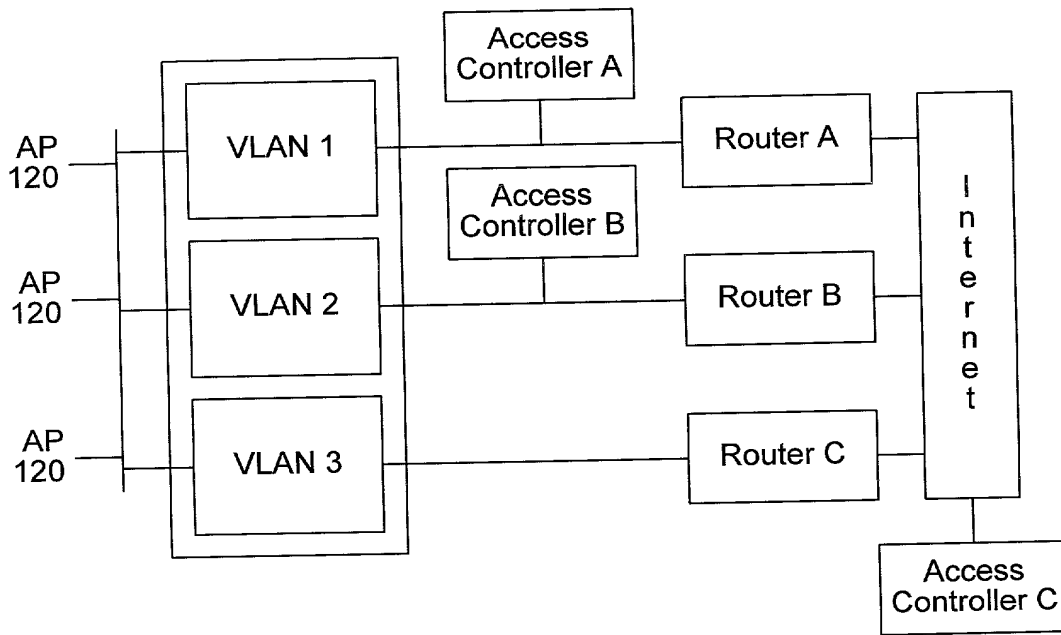 Access
Controller A
AP
120
VLAN 1
Router A
Access
Controller B
AP
120
VLAN 2
Router B
Internet
AP
120
VLAN 3
Router C
Access
Controller C